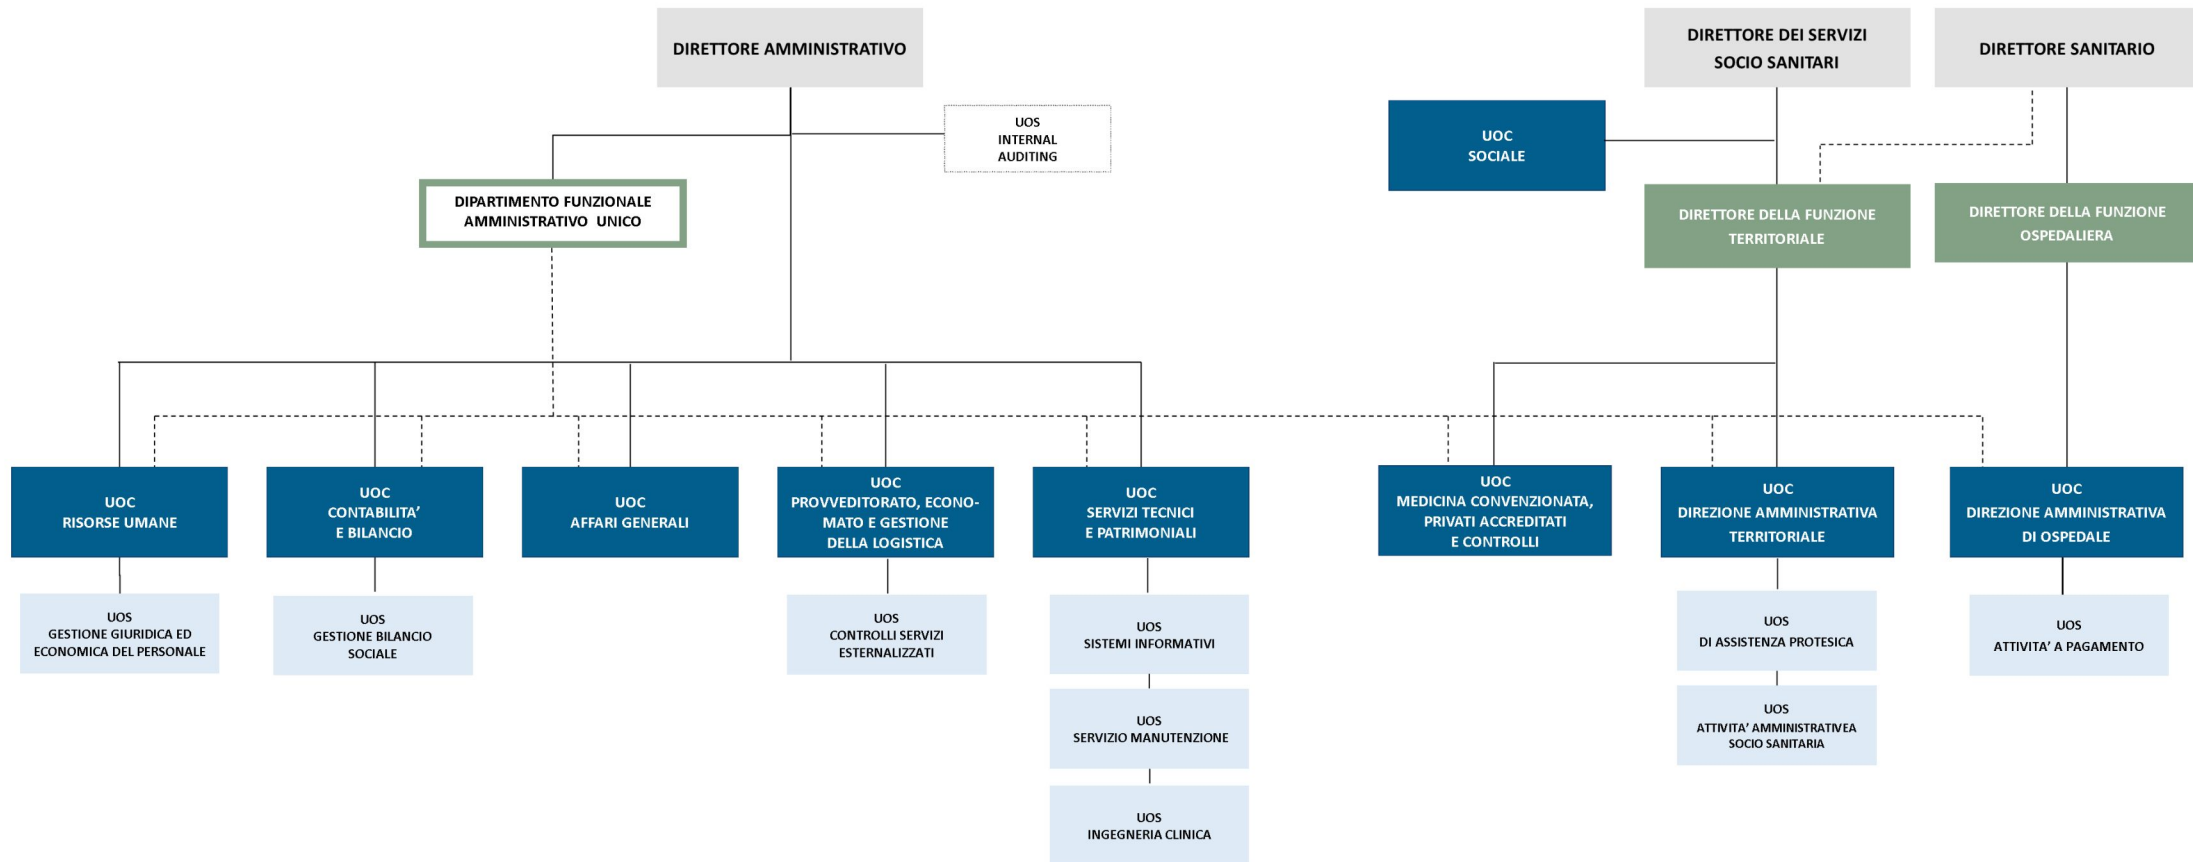 DIRETTORE AMMINISTRATIVO
DIRETTORE DEI SERVIZI
SOCIO SANITARI
DIRETTORE SANITARIO
UOS
INTERNAL
AUDITING
UOC
SOCIALE
DIPARTIMENTO FUNZIONALE
AMMINISTRATIVO UNICO
DIRETTORE DELLA FUNZIONE
TERRITORIALE
DIRETTORE DELLA FUNZIONE
OSPEDALIERA
UOC
RISORSE UMANE
UOC
CONTABILITA’
E BILANCIO
UOC
AFFARI GENERALI
UOC
PROVVEDITORATO, ECONO-
MATO E GESTIONE
DELLA LOGISTICA
UOC
SERVIZI TECNICI
E PATRIMONIALI
UOC
MEDICINA CONVENZIONATA,
PRIVATI ACCREDITATI
E CONTROLLI
UOC
DIREZIONE AMMINISTRATIVA
TERRITORIALE
UOC
DIREZIONE AMMINISTRATIVA
DI OSPEDALE
UOS
GESTIONE GIURIDICA ED
ECONOMICA DEL PERSONALE
UOS
GESTIONE BILANCIO
SOCIALE
UOS
CONTROLLI SERVIZI
ESTERNALIZZATI
UOS
SISTEMI INFORMATIVI
UOS
DI ASSISTENZA PROTESICA
UOS
ATTIVITA’ A PAGAMENTO
UOS
SERVIZIO MANUTENZIONE
UOS
ATTIVITA’ AMMINISTRATIVEA
SOCIO SANITARIA
UOS
INGEGNERIA CLINICA